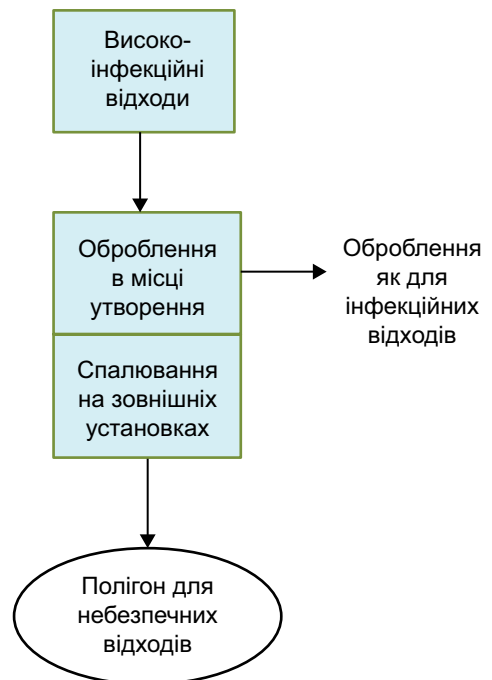 Високо-
інфекційні
відходи
Оброблення
в місці
утворення
Оброблення
як для
інфекційних
відходів
Спалювання
на зовнішніх
установках
Полігон для
небезпечних
відходів